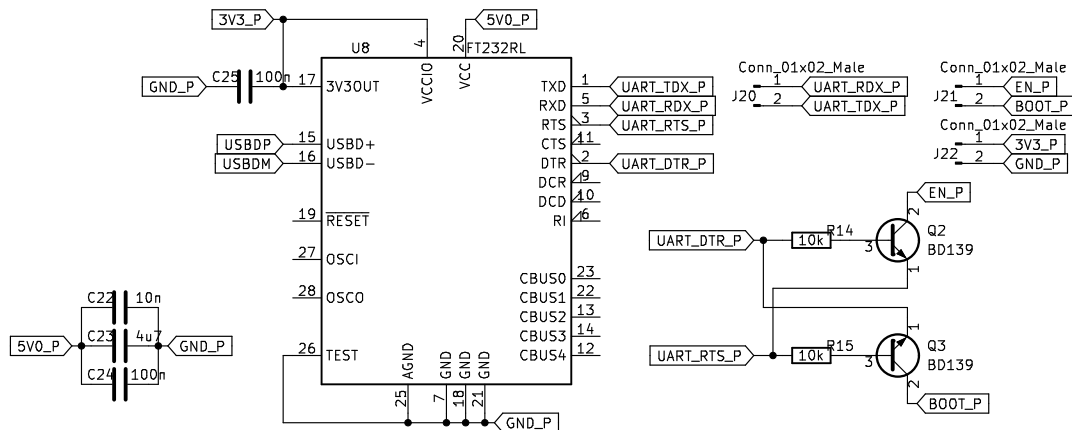 3V3_P
5V0_P
U8
FT232RL
4
20
VCCIO
VCC
C25
100n
GND_P
17
3V3OUT
TXD
1
UART_TDX_P
RXD
5
UART_RDX_P
RTS
3
UART_RTS_P
CTS
11
USBDP
15
USBD+
USBDM
16
USBD-
DTR
2
UART_DTR_P
DCR
9
DCD
10
RI
6
19
RESET
27
OSCI
28
OSCO
CBUS0
23
CBUS1
22
CBUS2
13
CBUS3
14
CBUS4
12
26
TEST
AGND
GND
GND
GND
25
7
18
21
GND_P
C22
10n
5V0_P
C23
4u7
GND_P
C24
100n
Conn_01x02_Male
1
UART_RDX_P
J20
2
UART_TDX_P
Conn_01x02_Male
1
EN_P
J21
2
BOOT_P
Conn_01x02_Male
1
3V3_P
J22
2
GND_P
EN_P
2
UART_DTR_P
R14
10k
3
Q2
BD139
1
1
UART_RTS_P
R15
10k
3
Q3
BD139
2
BOOT_P